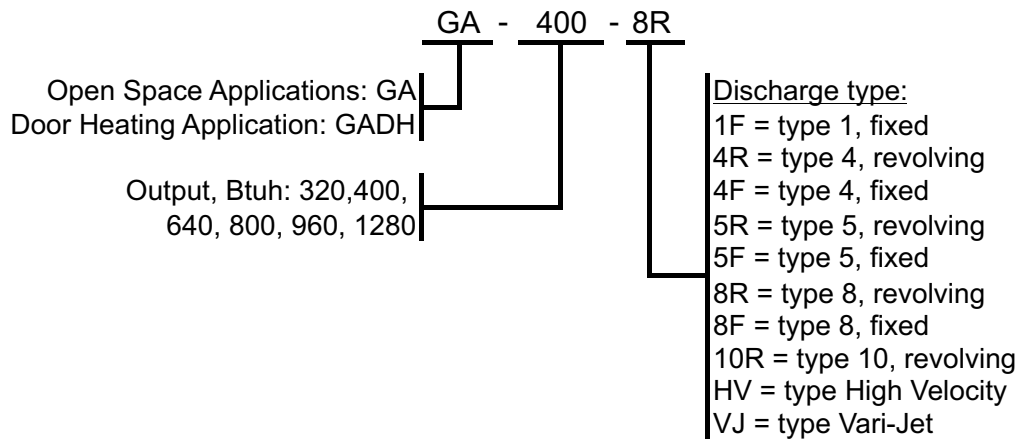 GA - 400 - 8R
Open Space Applications: GA
Door Heating Application: GADH
Output, Btuh: 320,400,
640, 800, 960, 1280
Discharge type:
1F = type 1, fixed
4R = type 4, revolving
4F = type 4, fixed
5R = type 5, revolving
5F = type 5, fixed
8R = type 8, revolving
8F = type 8, fixed
10R = type 10, revolving
HV = type High Velocity
VJ = type Vari-Jet